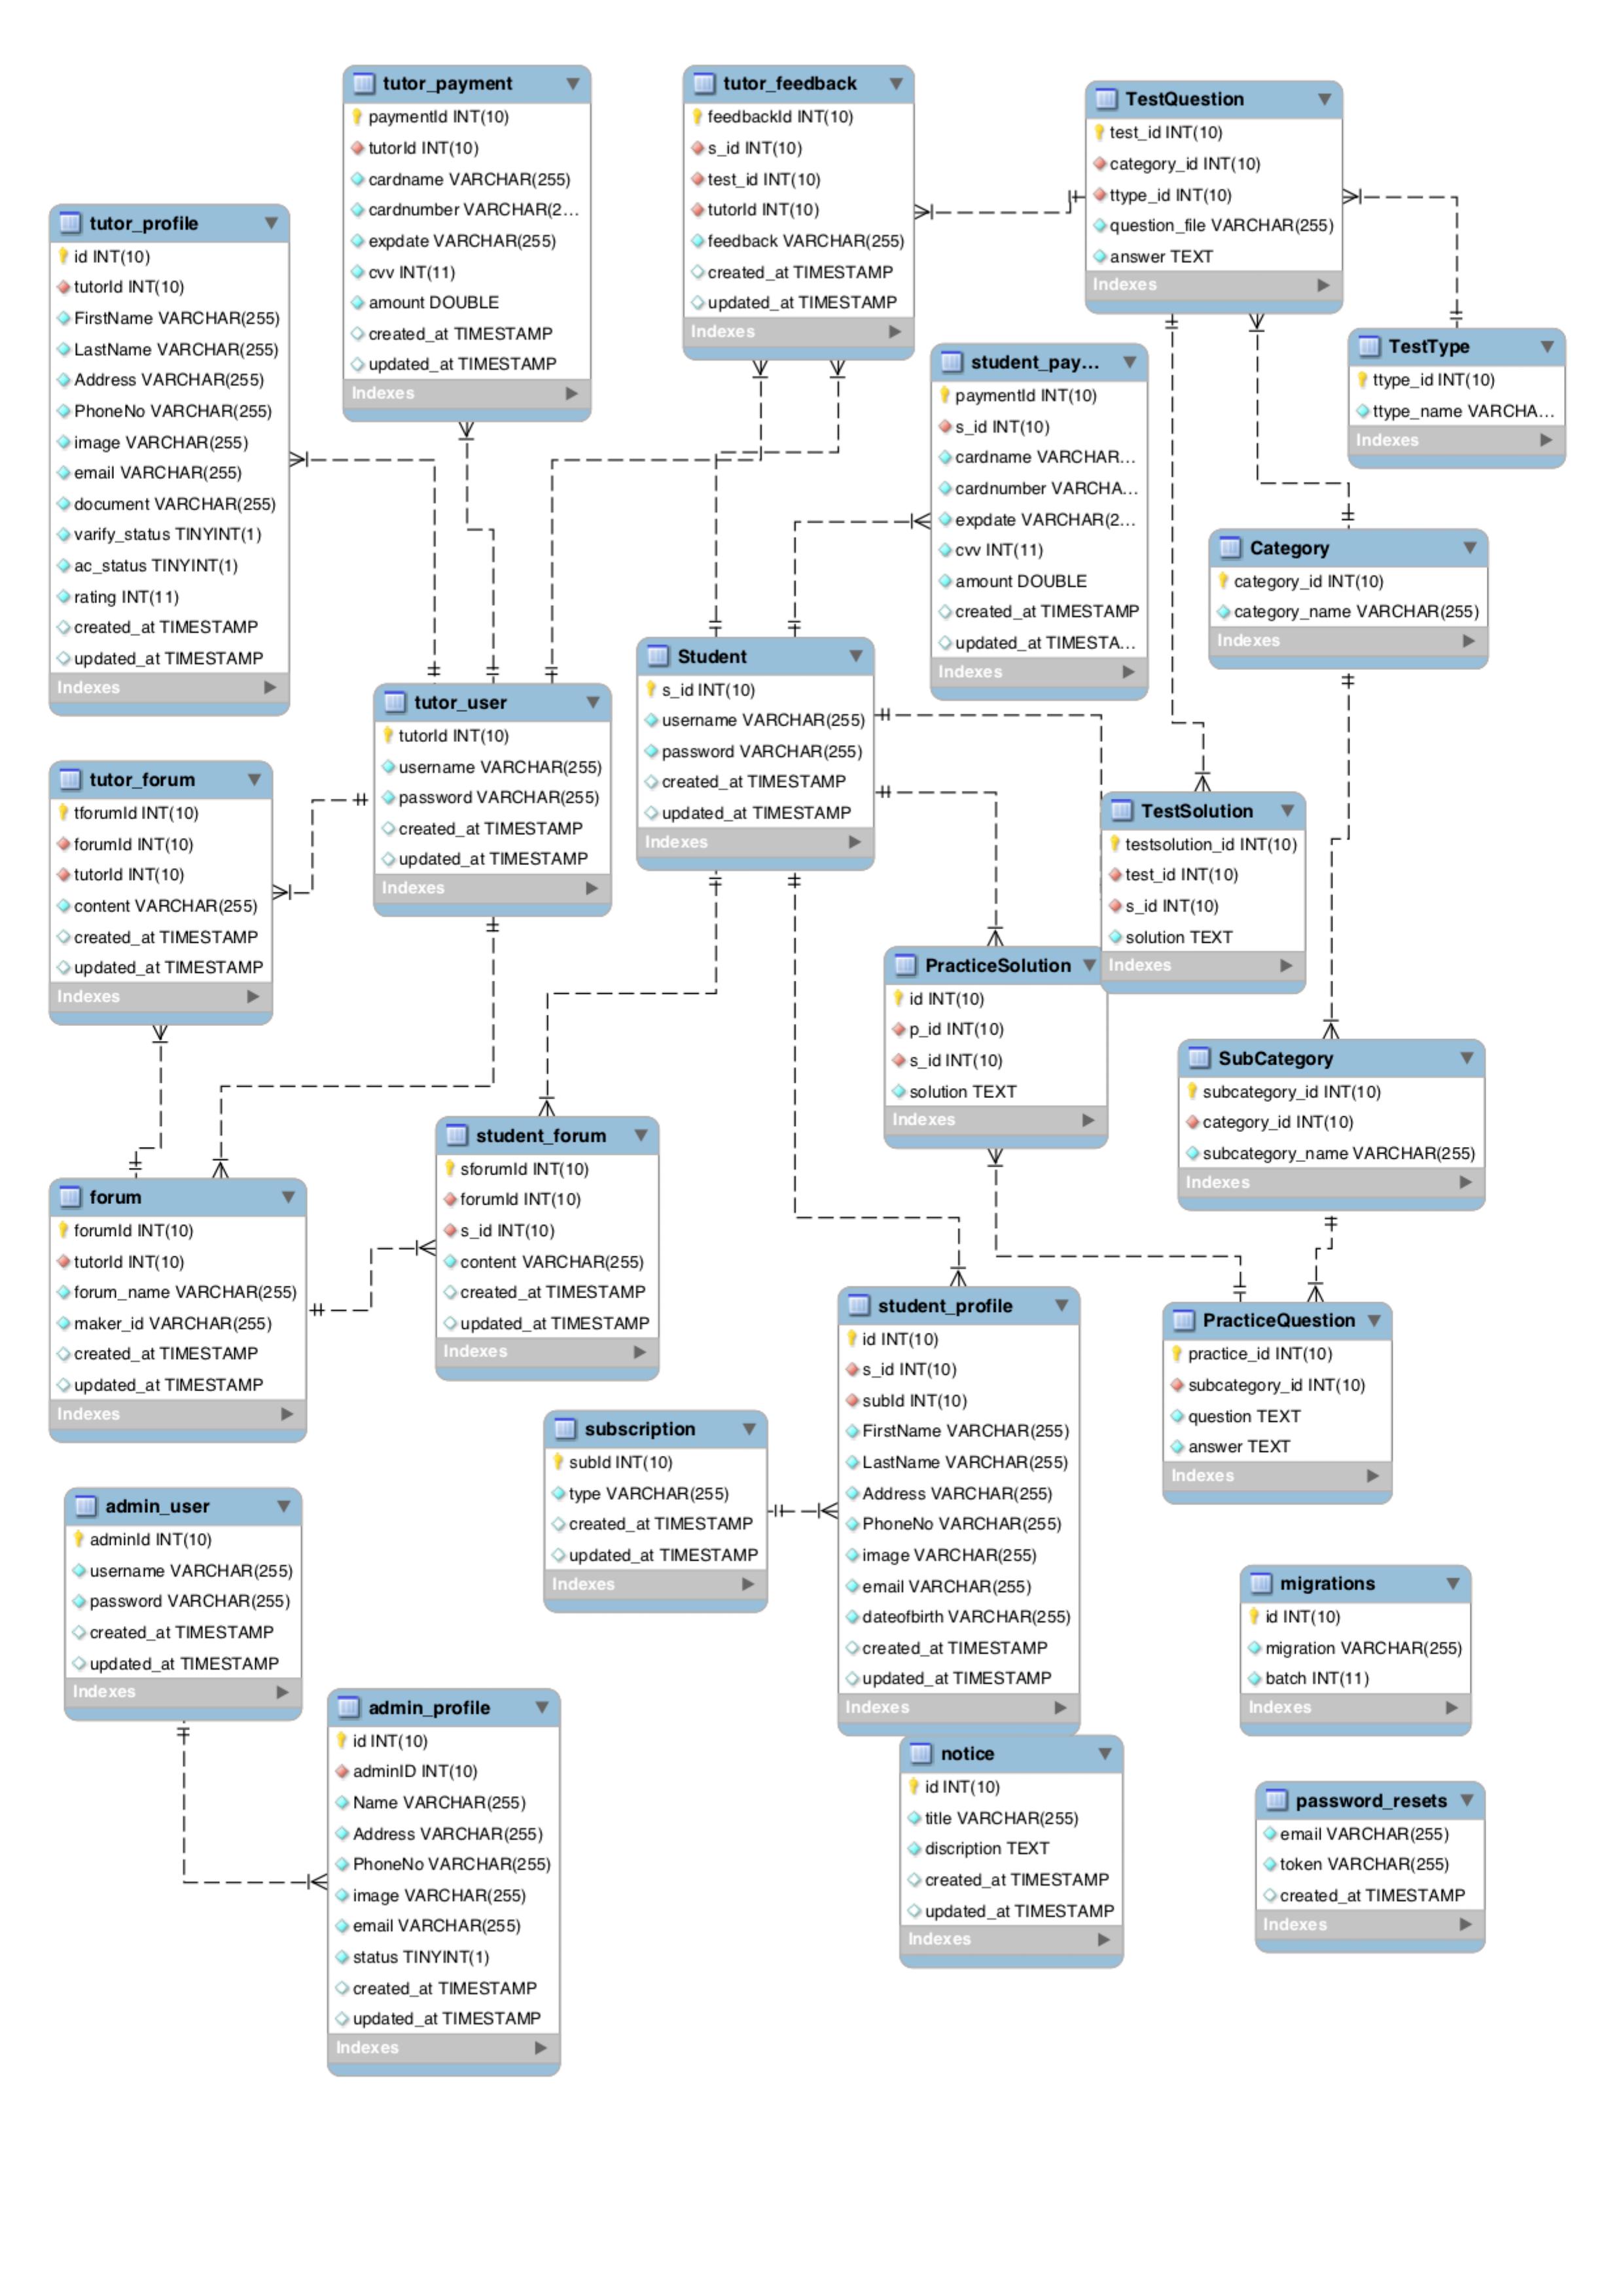 tutor_payment
paymentId INT(10)
tutorId INT(10)
cardname VARCHAR(255)
cardnumber VARCHAR(2...
expdate VARCHAR(255)
cvv INT(11)
amount DOUBLE
created_at TIMESTAMP
updated_at TIMESTAMP
Indexes
tutor_feedback
feedbackId INT(10)
s_id INT(10)
test_id INT(10)
tutorId INT(10)
feedback VARCHAR(255)
created_at TIMESTAMP
updated_at TIMESTAMP
Indexes
TestQuestion
test_id INT(10)
category_id INT(10)
ttype_id INT(10)
question_file VARCHAR(255)
answer TEXT
Indexes
tutor_profile
id INT(10)
tutorId INT(10)
FirstName VARCHAR(255)
LastName VARCHAR(255)
Address VARCHAR(255)
PhoneNo VARCHAR(255)
image VARCHAR(255)
email VARCHAR(255)
document VARCHAR(255)
varify_status TINYINT(1)
ac_status TINYINT(1)
rating INT(11)
created_at TIMESTAMP
updated_at TIMESTAMP
Indexes
student_pay...
paymentId INT(10)
s_id INT(10)
cardname VARCHAR...
cardnumber VARCHA...
expdate VARCHAR(2...
cvv INT(11)
amount DOUBLE
created_at TIMESTAMP
updated_at TIMESTA...
Indexes
TestType
ttype_id INT(10)
ttype_name VARCHA...
Indexes
Category
category_id INT(10)
category_name VARCHAR(255)
Indexes
Student
s_id INT(10)
username VARCHAR(255)
password VARCHAR(255)
created_at TIMESTAMP
updated_at TIMESTAMP
Indexes
tutor_user
tutorId INT(10)
username VARCHAR(255)
password VARCHAR(255)
created_at TIMESTAMP
updated_at TIMESTAMP
Indexes
tutor_forum
tforumId INT(10)
forumId INT(10)
tutorId INT(10)
content VARCHAR(255)
created_at TIMESTAMP
updated_at TIMESTAMP
Indexes
TestSolution
testsolution_id INT(10)
test_id INT(10)
s_id INT(10)
solution TEXT
Indexes
PracticeSolution
id INT(10)
p_id INT(10)
s_id INT(10)
solution TEXT
Indexes
SubCategory
subcategory_id INT(10)
category_id INT(10)
subcategory_name VARCHAR(255)
Indexes
student_forum
sforumId INT(10)
forumId INT(10)
s_id INT(10)
content VARCHAR(255)
created_at TIMESTAMP
updated_at TIMESTAMP
Indexes
forum
forumId INT(10)
tutorId INT(10)
forum_name VARCHAR(255)
maker_id VARCHAR(255)
created_at TIMESTAMP
updated_at TIMESTAMP
Indexes
student_profile
id INT(10)
s_id INT(10)
subId INT(10)
FirstName VARCHAR(255)
LastName VARCHAR(255)
Address VARCHAR(255)
PhoneNo VARCHAR(255)
image VARCHAR(255)
email VARCHAR(255)
dateofbirth VARCHAR(255)
created_at TIMESTAMP
updated_at TIMESTAMP
Indexes
PracticeQuestion
practice_id INT(10)
subcategory_id INT(10)
question TEXT
answer TEXT
Indexes
subscription
subId INT(10)
type VARCHAR(255)
created_at TIMESTAMP
updated_at TIMESTAMP
Indexes
admin_user
adminId INT(10)
username VARCHAR(255)
password VARCHAR(255)
created_at TIMESTAMP
updated_at TIMESTAMP
Indexes
migrations
id INT(10)
migration VARCHAR(255)
batch INT(11)
Indexes
admin_profile
id INT(10)
adminID INT(10)
Name VARCHAR(255)
Address VARCHAR(255)
PhoneNo VARCHAR(255)
image VARCHAR(255)
email VARCHAR(255)
status TINYINT(1)
created_at TIMESTAMP
updated_at TIMESTAMP
Indexes
notice
id INT(10)
title VARCHAR(255)
discription TEXT
created_at TIMESTAMP
updated_at TIMESTAMP
Indexes
password_resets
email VARCHAR(255)
token VARCHAR(255)
created_at TIMESTAMP
Indexes